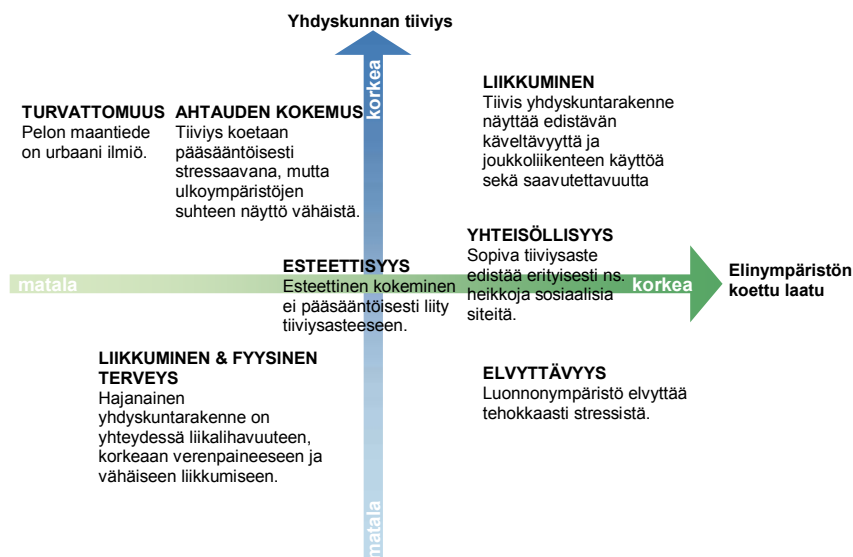 Yhdyskunnan tiiviys
korkea
TURVATTOMUUS
Pelon maantiede
on urbaani ilmiö.
AHTAUDEN KOKEMUS
Tiiviys koetaan
pääsääntöisesti
stressaavana, mutta
ulkoympäristöjen
suhteen näyttö vähäistä.
LIIKKUMINEN
Tiivis yhdyskuntarakenne
näyttää edistävän
käveltävyyttä ja
joukkoliikenteen käyttöä
sekä saavutettavuutta
matala
ESTEETTISYYS
Esteettinen kokeminen
ei pääsääntöisesti liity
tiiviysasteeseen.
YHTEISÖLLISYYS
Sopiva tiiviysaste
edistää erityisesti ns.
heikkoja sosiaalisia
siteitä.
korkea
Elinympäristön
koettu laatu
LIIKKUMINEN & FYYSINEN
TERVEYS
Hajanainen
yhdyskuntarakenne on
yhteydessä liikalihavuuteen,
korkeaan verenpaineeseen ja
vähäiseen liikkumiseen.
ELVYTTÄVYYS
Luonnonympäristö elvyttää
tehokkaasti stressistä.
matala